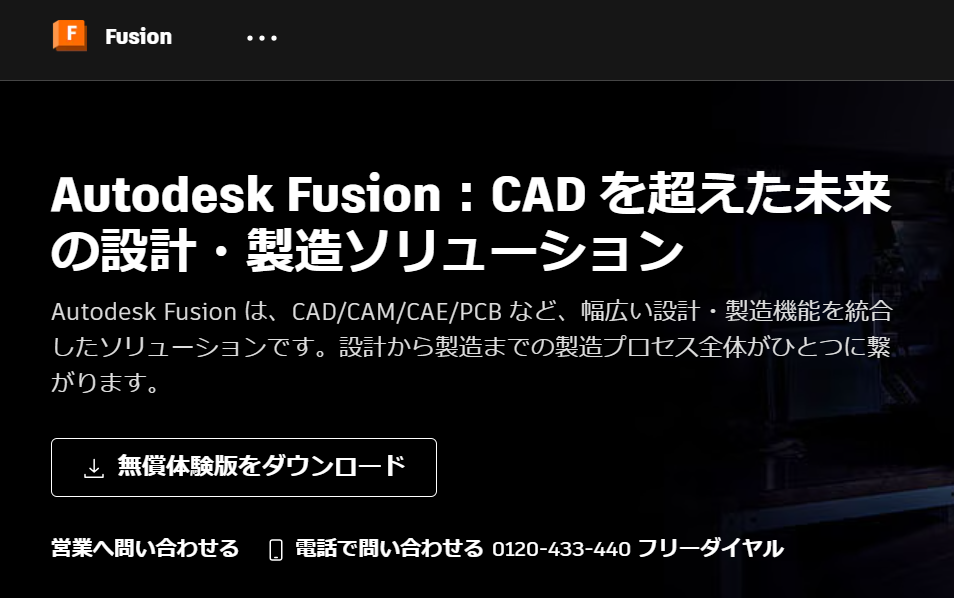 F Fusion
Autodesk Fusion：CAD を超えた未来
の設計・製造ソリューション
Autodesk Fusion は、CAD/CAM/CAE/PCB など、幅広い設計・製造機能を統合
したソリューションです。設計から製造までの製造プロセス全体がひとつに繋
がります。
無償体験版をダウンロード
営業へ問い合わせる 電話で問い合わせる 0120-433-440 フリーダイヤル